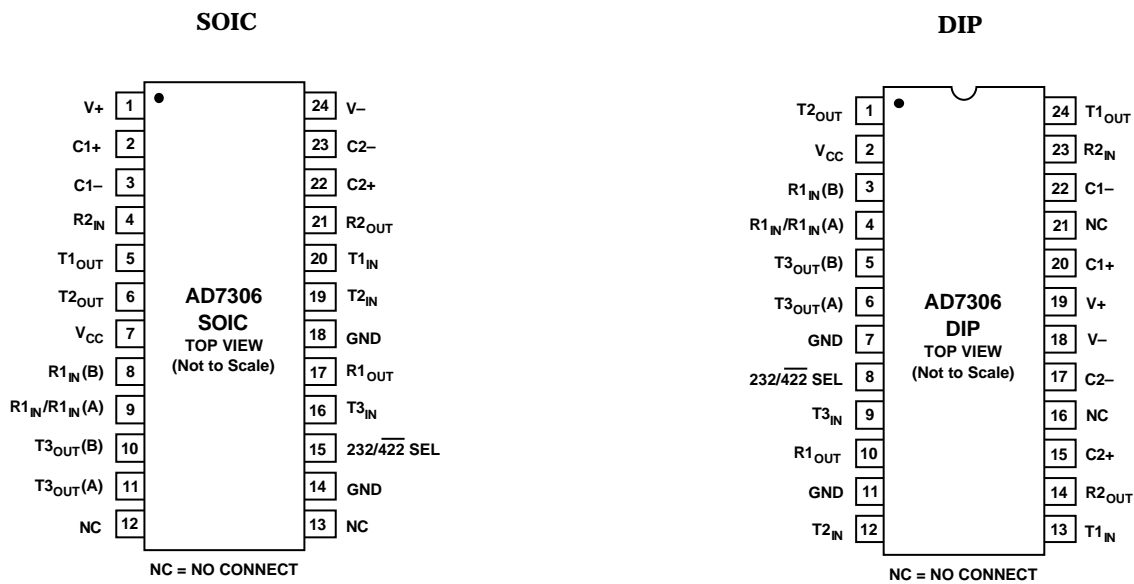 SOIC
V+ 1 24 V–
C1+ 2 23 C2–
C1– 3 22 C2+
R2IN 4 21 R2OUT
T1OUT 5 20 T1IN
T2OUT 6 19 T2IN
VCC 7 18 GND
R1IN(B) 8 17 R1OUT
R1IN/R1IN(A) 9 16 T3IN
T3OUT(B) 10 15 232/422 SEL
T3OUT(A) 11 14 GND
NC 12 13 NC
AD7306
SOIC
TOP VIEW
(Not to Scale)
NC = NO CONNECT
DIP
T2OUT 1 24 T1OUT
VCC 2 23 R2IN
R1IN(B) 3 22 C1–
R1IN/R1IN(A) 4 21 NC
T3OUT(B) 5 20 C1+
T3OUT(A) 6 19 V+
GND 7 18 V–
232/422 SEL 8 17 C2–
T3IN 9 16 NC
R1OUT 10 15 C2+
GND 11 14 R2OUT
T2IN 12 13 T1IN
AD7306
DIP
TOP VIEW
(Not to Scale)
NC = NO CONNECT